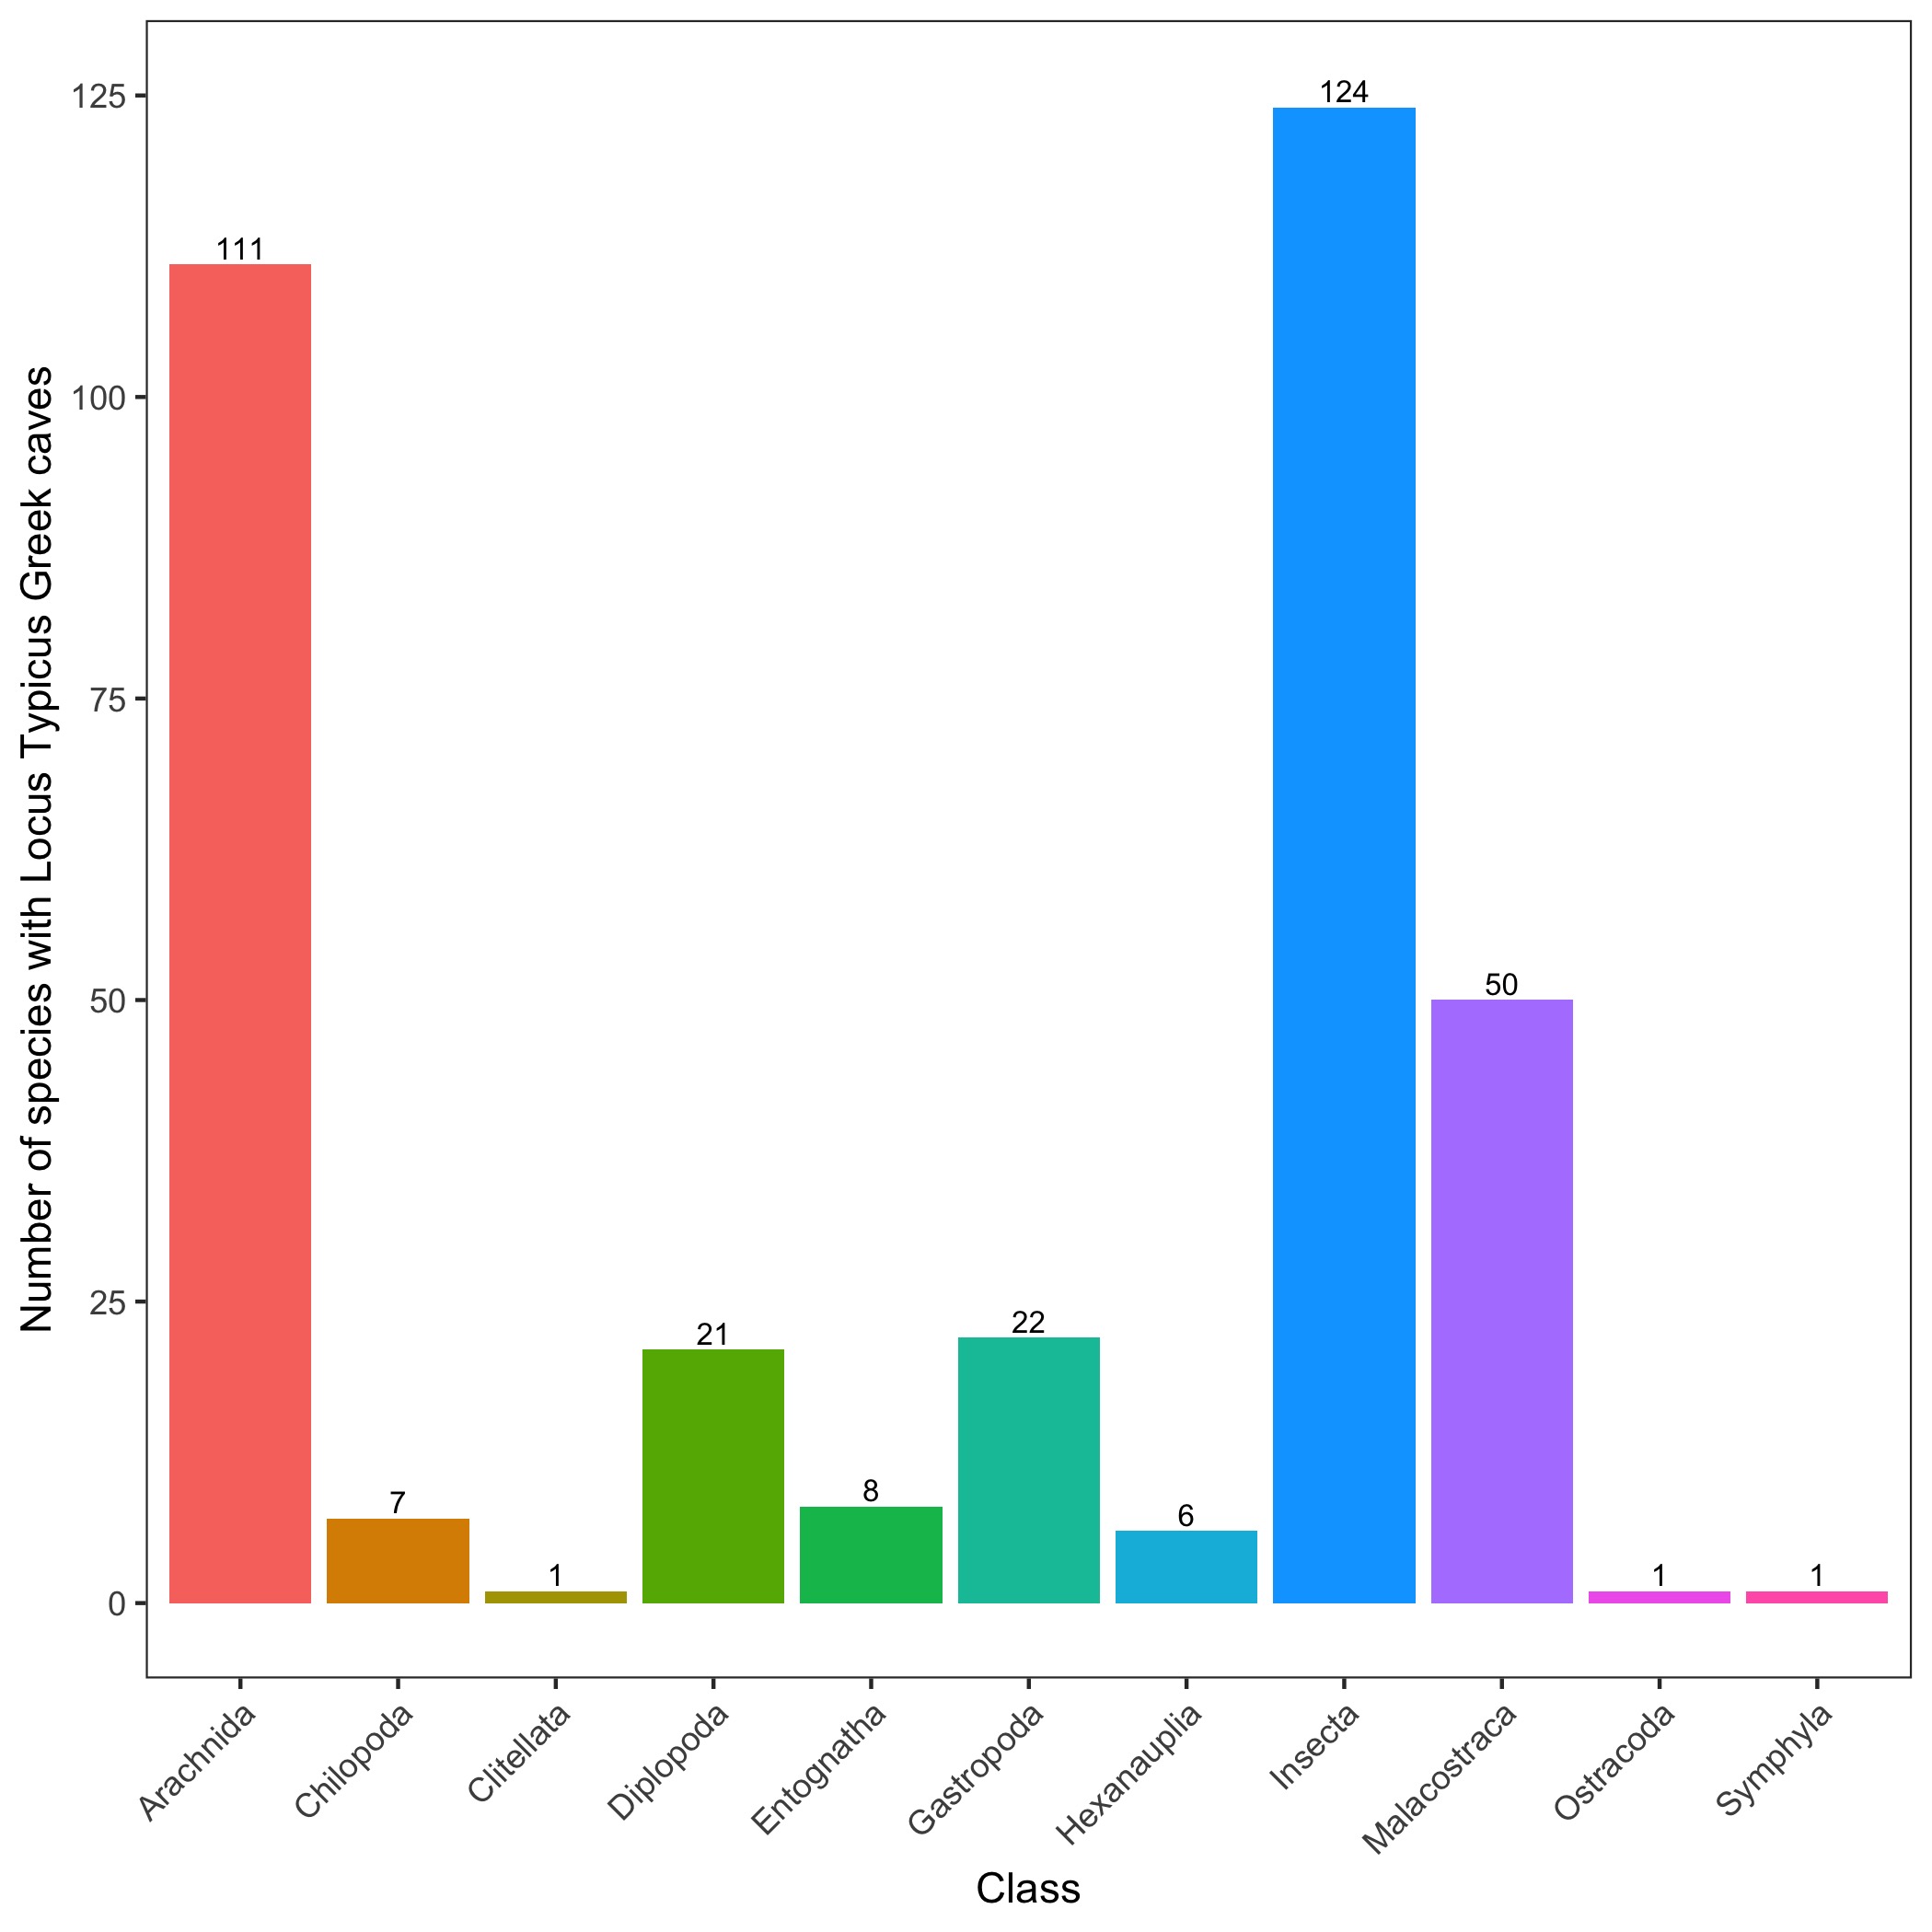 Number of species with Locus Typicus Greek caves
125
100
75
50
25
0
111
7
1
21
8
22
6
124
50
1
1
Arachnida
Chilopoda
Clitellata
Diplopoda
Entognatha
Gastropoda
Hexanauplia
Insecta
Malacostraca
Ostracoda
Symphyla
Class